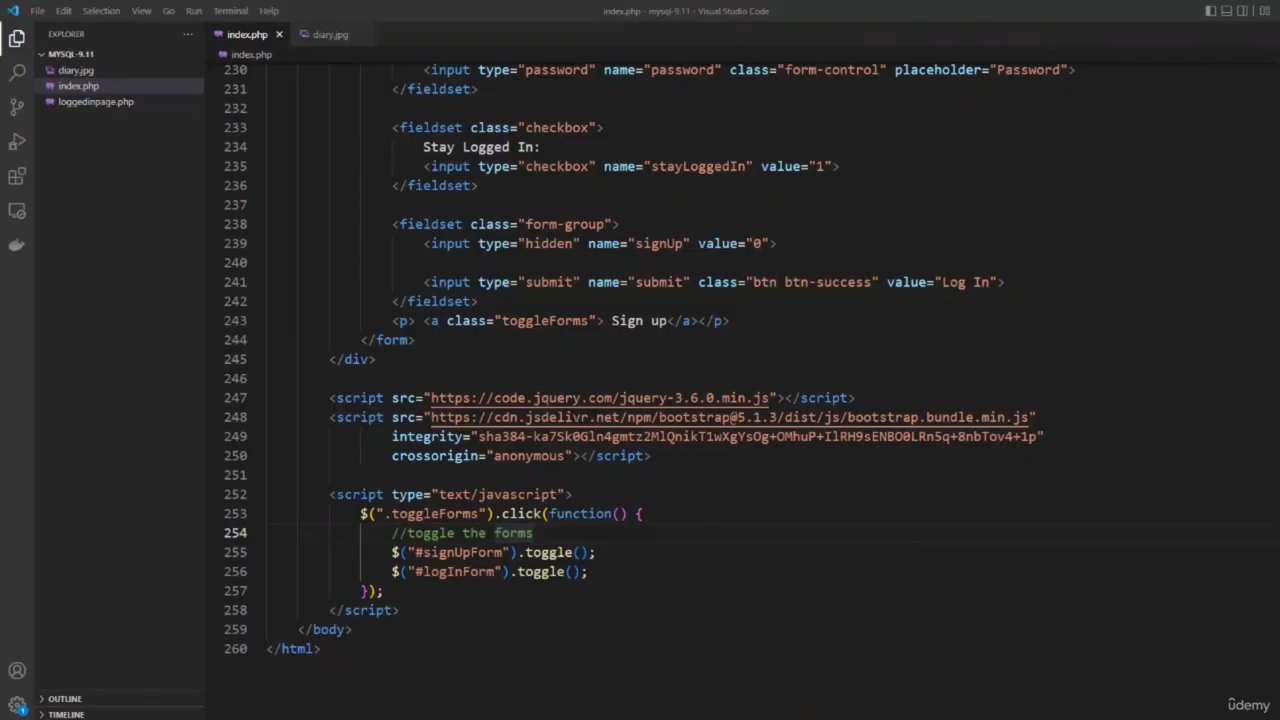 File Edit Selection View Go Run Terminal Help
index.php - mysql-9.11 - Visual Studio Code
EXPLORER
MYSQL-9.11
diary.jpg
index.php
loggedinpage.php
index.php
diary.jpg
index.php
230 <input type="password" name="password" class="form-control" placeholder="Password">
231 </fieldset>
232
233 <fieldset class="checkbox">
234 Stay Logged In:
235 <input type="checkbox" name="stayLoggedIn" value="1">
236 </fieldset>
237
238 <fieldset class="form-group">
239 <input type="hidden" name="signUp" value="0">
240
241 <input type="submit" name="submit" class="btn btn-success" value="Log In">
242 </fieldset>
243 <p> <a class="toggleForms"> Sign up</a></p>
244 </form>
245 </div>
246
247 <script src="https://code.jquery.com/jquery-3.6.0.min.js"></script>
248 <script src="https://cdn.jsdelivr.net/npm/bootstrap@5.1.3/dist/js/bootstrap.bundle.min.js"
249 integrity="sha384-ka7Sk0Gln4gmtz2MlQnikT1wXgYsOg+OMhuP+IlRH9sENBO0LRn5q+8nbTov4+1p"
250 crossorigin="anonymous"></script>
251
252 <script type="text/javascript">
253 $(".toggleForms").click(function() {
254 //toggle the forms
255 $("#signUpForm").toggle();
256 $("#logInForm").toggle();
257 });
258 </script>
259 </body>
260 </html>
OUTLINE
TIMELINE
1
ûdemy